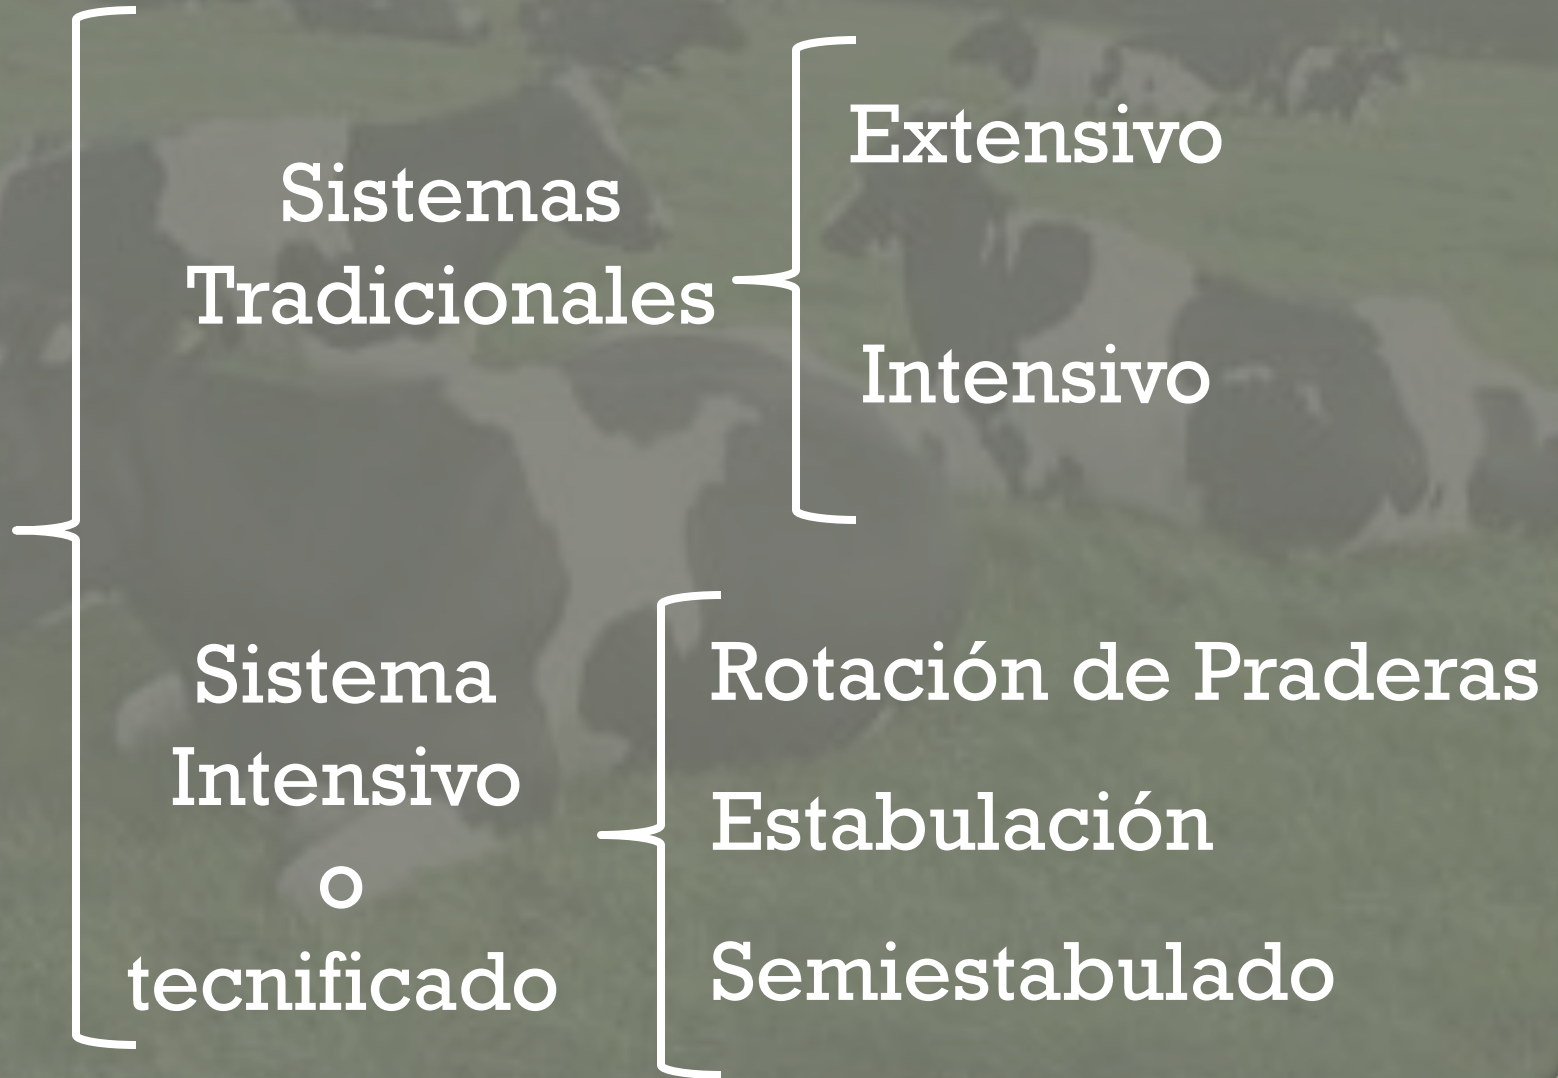 Sistemas
Tradicionales
Extensivo
Intensivo
Sistema
Intensivo
o
tecnificado
Rotación de Praderas
Estabulación
Semiestabulado